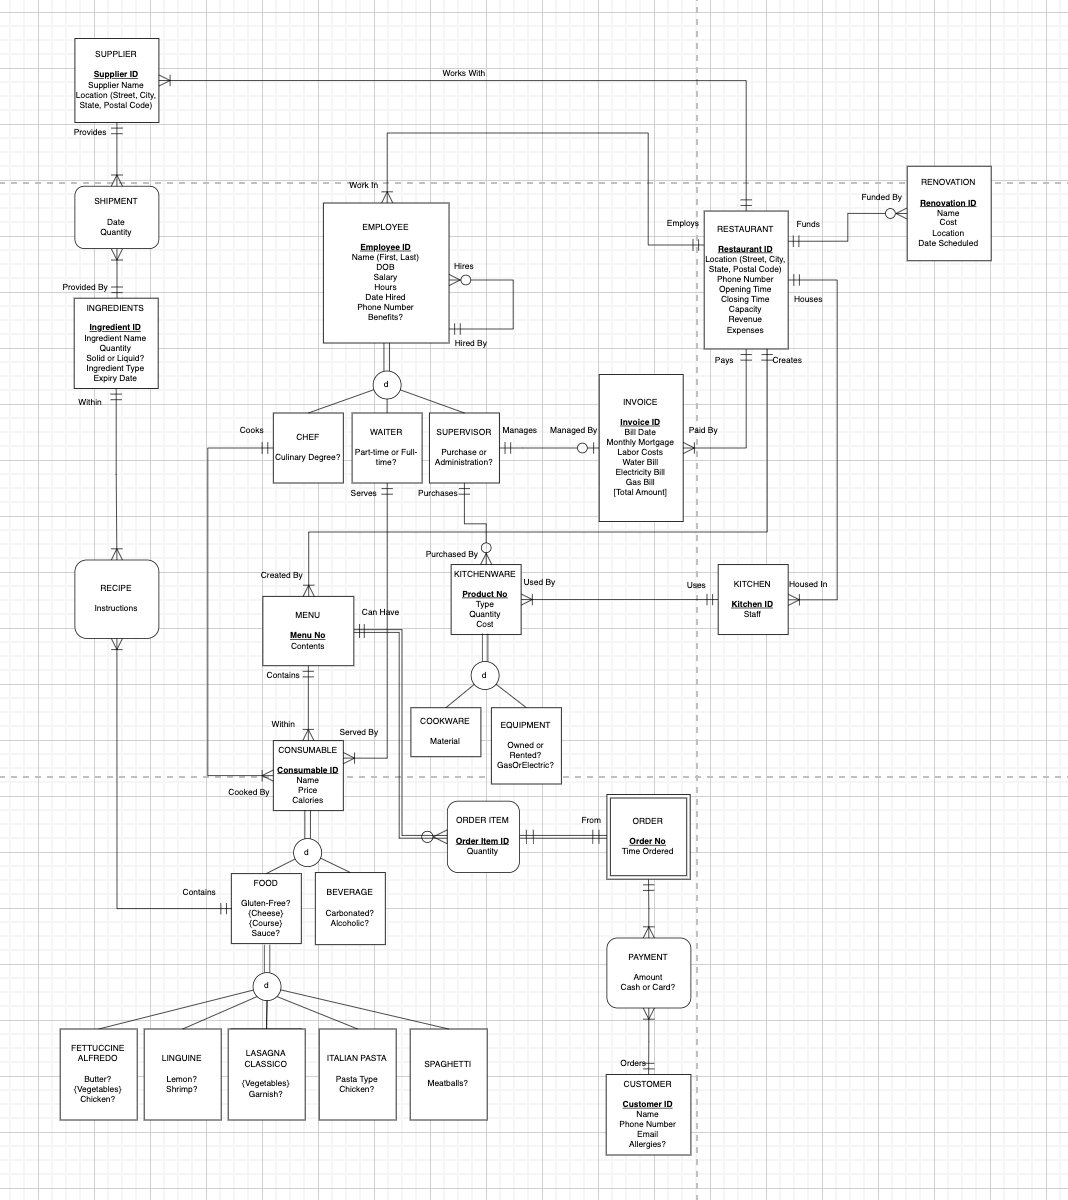 SUPPLIER
Supplier ID
Supplier Name
Location (Street, City,
State, Postal Code)
Works With
Provides
SHIPMENT
Date
Quantity
Provided By
INGREDIENTS
Ingredient ID
Ingredient Name
Quantity
Solid or Liquid?
Ingredient Type
Expiry Date
Within
RECIPE
Instructions
Work In
EMPLOYEE
Employee ID
Name (First, Last)
DOB
Salary
Hours
Date Hired
Phone Number
Benefits?
Hires
Hired By
Employs
RESTAURANT
Restaurant ID
Location (Street, City,
State, Postal Code)
Phone Number
Opening Time
Closing Time
Capacity
Revenue
Expenses
Funds
Funded By
RENOVATION
Renovation ID
Name
Cost
Location
Date Scheduled
Houses
Pays
Creates
d
Cooks
CHEF
Culinary Degree?
WAITER
Part-time or Full-
time?
SUPERVISOR
Purchase or
Administration?
Manages
Managed By
INVOICE
Invoice ID
Bill Date
Monthly Mortgage
Labor Costs
Water Bill
Electricity Bill
Gas Bill
[Total Amount]
Paid By
Serves
Purchases
Purchased By
KITCHENWARE
Product No
Type
Quantity
Cost
Used By
Uses
KITCHEN
Kitchen ID
Staff
Housed In
Created By
MENU
Menu No
Contents
Can Have
Contains
d
COOKWARE
Material
EQUIPMENT
Owned or
Rented?
GasOrElectric?
Within
Served By
CONSUMABLE
Consumable ID
Name
Price
Calories
Cooked By
d
ORDER ITEM
Order Item ID
Quantity
From
ORDER
Order No
Time Ordered
Contains
FOOD
Gluten-Free?
{Cheese}
{Course}
Sauce?
BEVERAGE
Carbonated?
Alcoholic?
d
PAYMENT
Amount
Cash or Card?
FETTUCCINE
ALFREDO
Butter?
{Vegetables}
Chicken?
LINGUINE
Lemon?
Shrimp?
LASAGNA
CLASSICO
{Vegetables}
Garnish?
ITALIAN PASTA
Pasta Type
Chicken?
SPAGHETTI
Meatballs?
Orders
CUSTOMER
Customer ID
Name
Phone Number
Email
Allergies?